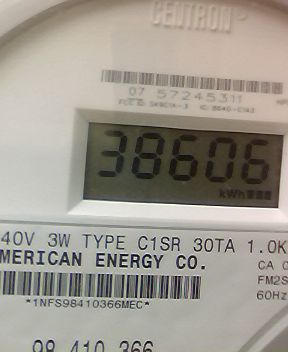 CENTRON
07 57245311
38606
kWh
40V 3W TYPE C1SR 30TA 1.0K
MERICAN ENERGY CO.
CA
FM2S
60Hz
*1NFS98410366MEC*
98 410 366